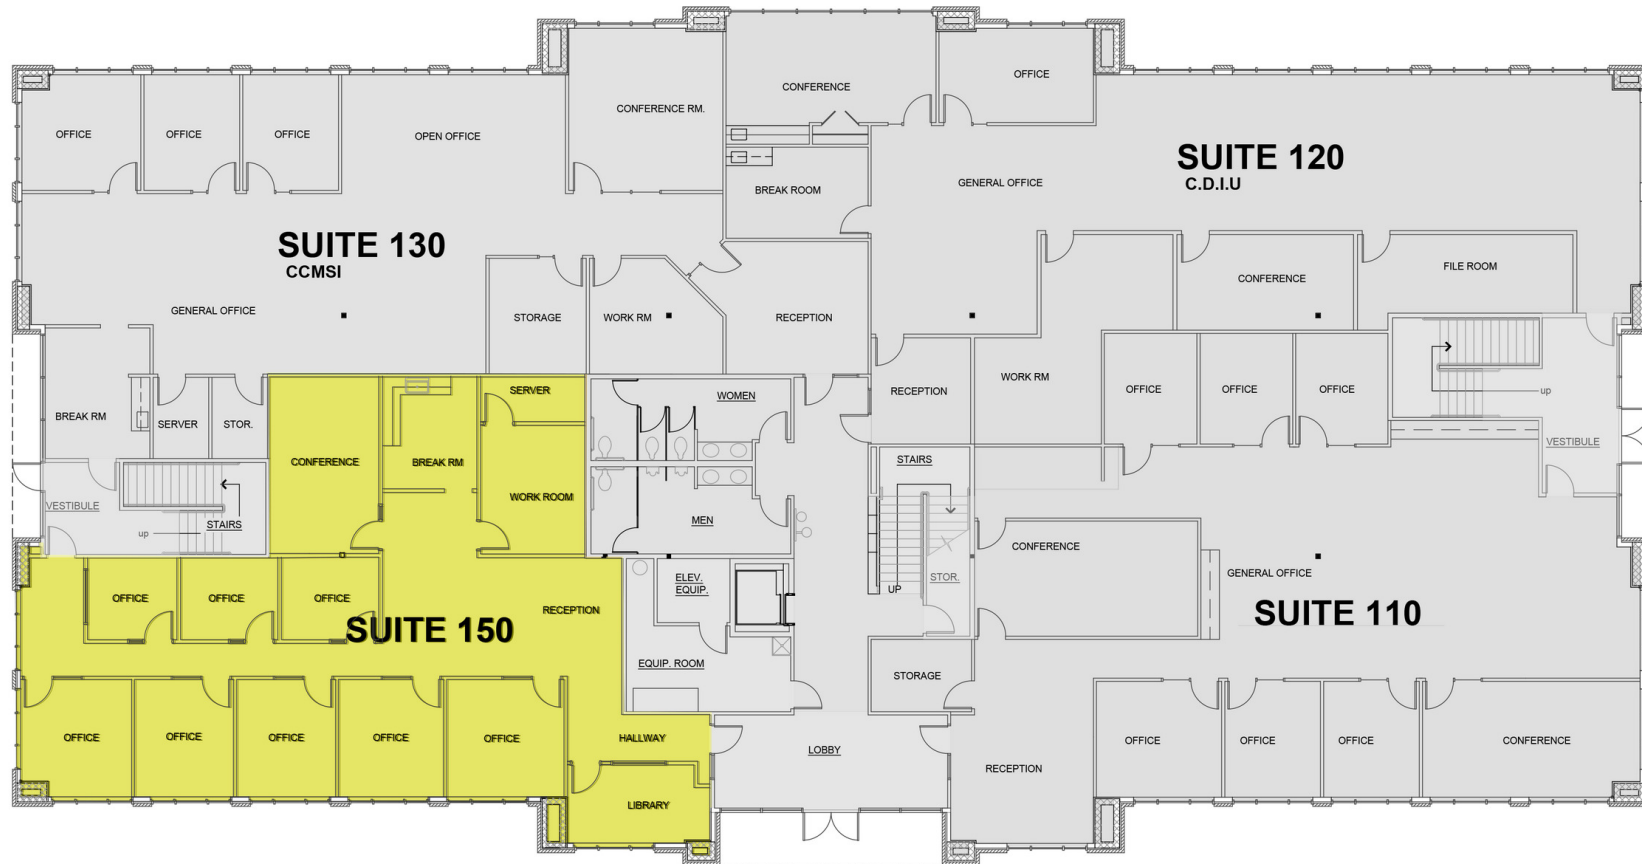 CONFERENCE
OFFICE
CONFERENCE RM.
OFFICE
OFFICE
OFFICE
OPEN OFFICE
SUITE 120
C.D.I.U
BREAK ROOM
GENERAL OFFICE
SUITE 130
CCMSI
CONFERENCE
FILE ROOM
GENERAL OFFICE
STORAGE
WORK RM
RECEPTION
WORK RM
RECEPTION
OFFICE
OFFICE
OFFICE
up
BREAK RM
SERVER
STOR.
SERVER
WOMEN
CONFERENCE
BREAK RM
WORK ROOM
STAIRS
VESTIBULE
VESTIBULE
STAIRS
up
MEN
CONFERENCE
ELEV.
EQUIP.
STOR.
UP
GENERAL OFFICE
OFFICE
OFFICE
OFFICE
RECEPTION
SUITE 150
SUITE 110
EQUIP. ROOM
STORAGE
OFFICE
OFFICE
OFFICE
OFFICE
OFFICE
HALLWAY
LOBBY
OFFICE
OFFICE
OFFICE
CONFERENCE
RECEPTION
LIBRARY